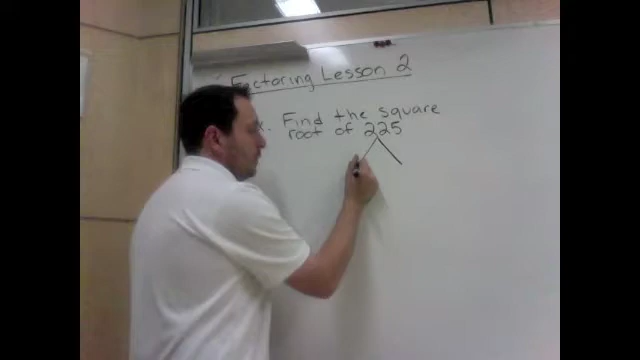 Factoring Lesson 2
Find the square
root of 225